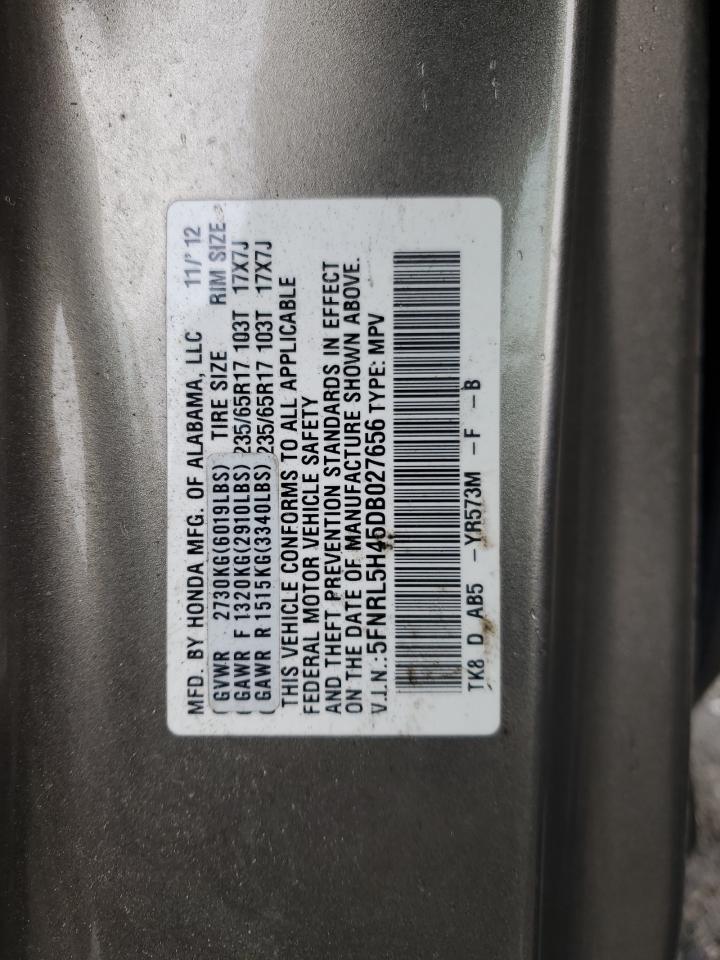 MFD. BY HONDA MFG. OF ALABAMA, LLC 11/'12
GVWR 2730KG(6019LBS) TIRE SIZE RIM SIZE
( GAWR F 1320KG(2910LBS) 235/65R17 103T 17X7J
( GAWR R 1515KG(3340LBS) 235/65R17 103T 17X7J
THIS VEHICLE CONFORMS TO ALL APPLICABLE
FEDERAL MOTOR VEHICLE SAFETY
AND THEFT PREVENTION STANDARDS IN EFFECT
ON THE DATE OF MANUFACTURE SHOWN ABOVE.
V.I.N.:5FNRL5H45DB027656 TYPE: MPV
TK8 D AB5 -YR573M -F -B